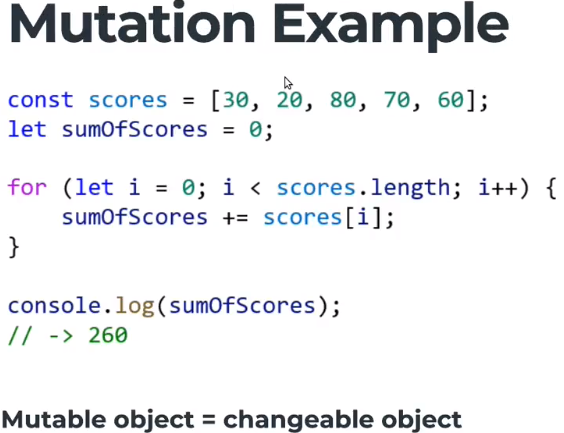 Mutation Example
const scores = [30, 20, 80, 70, 60];
let sumOfScores = 0;
for (let i = 0; i < scores.length; i++) {
    sumOfScores += scores[i];
}
console.log(sumOfScores);
// -> 260
Mutable object = changeable object